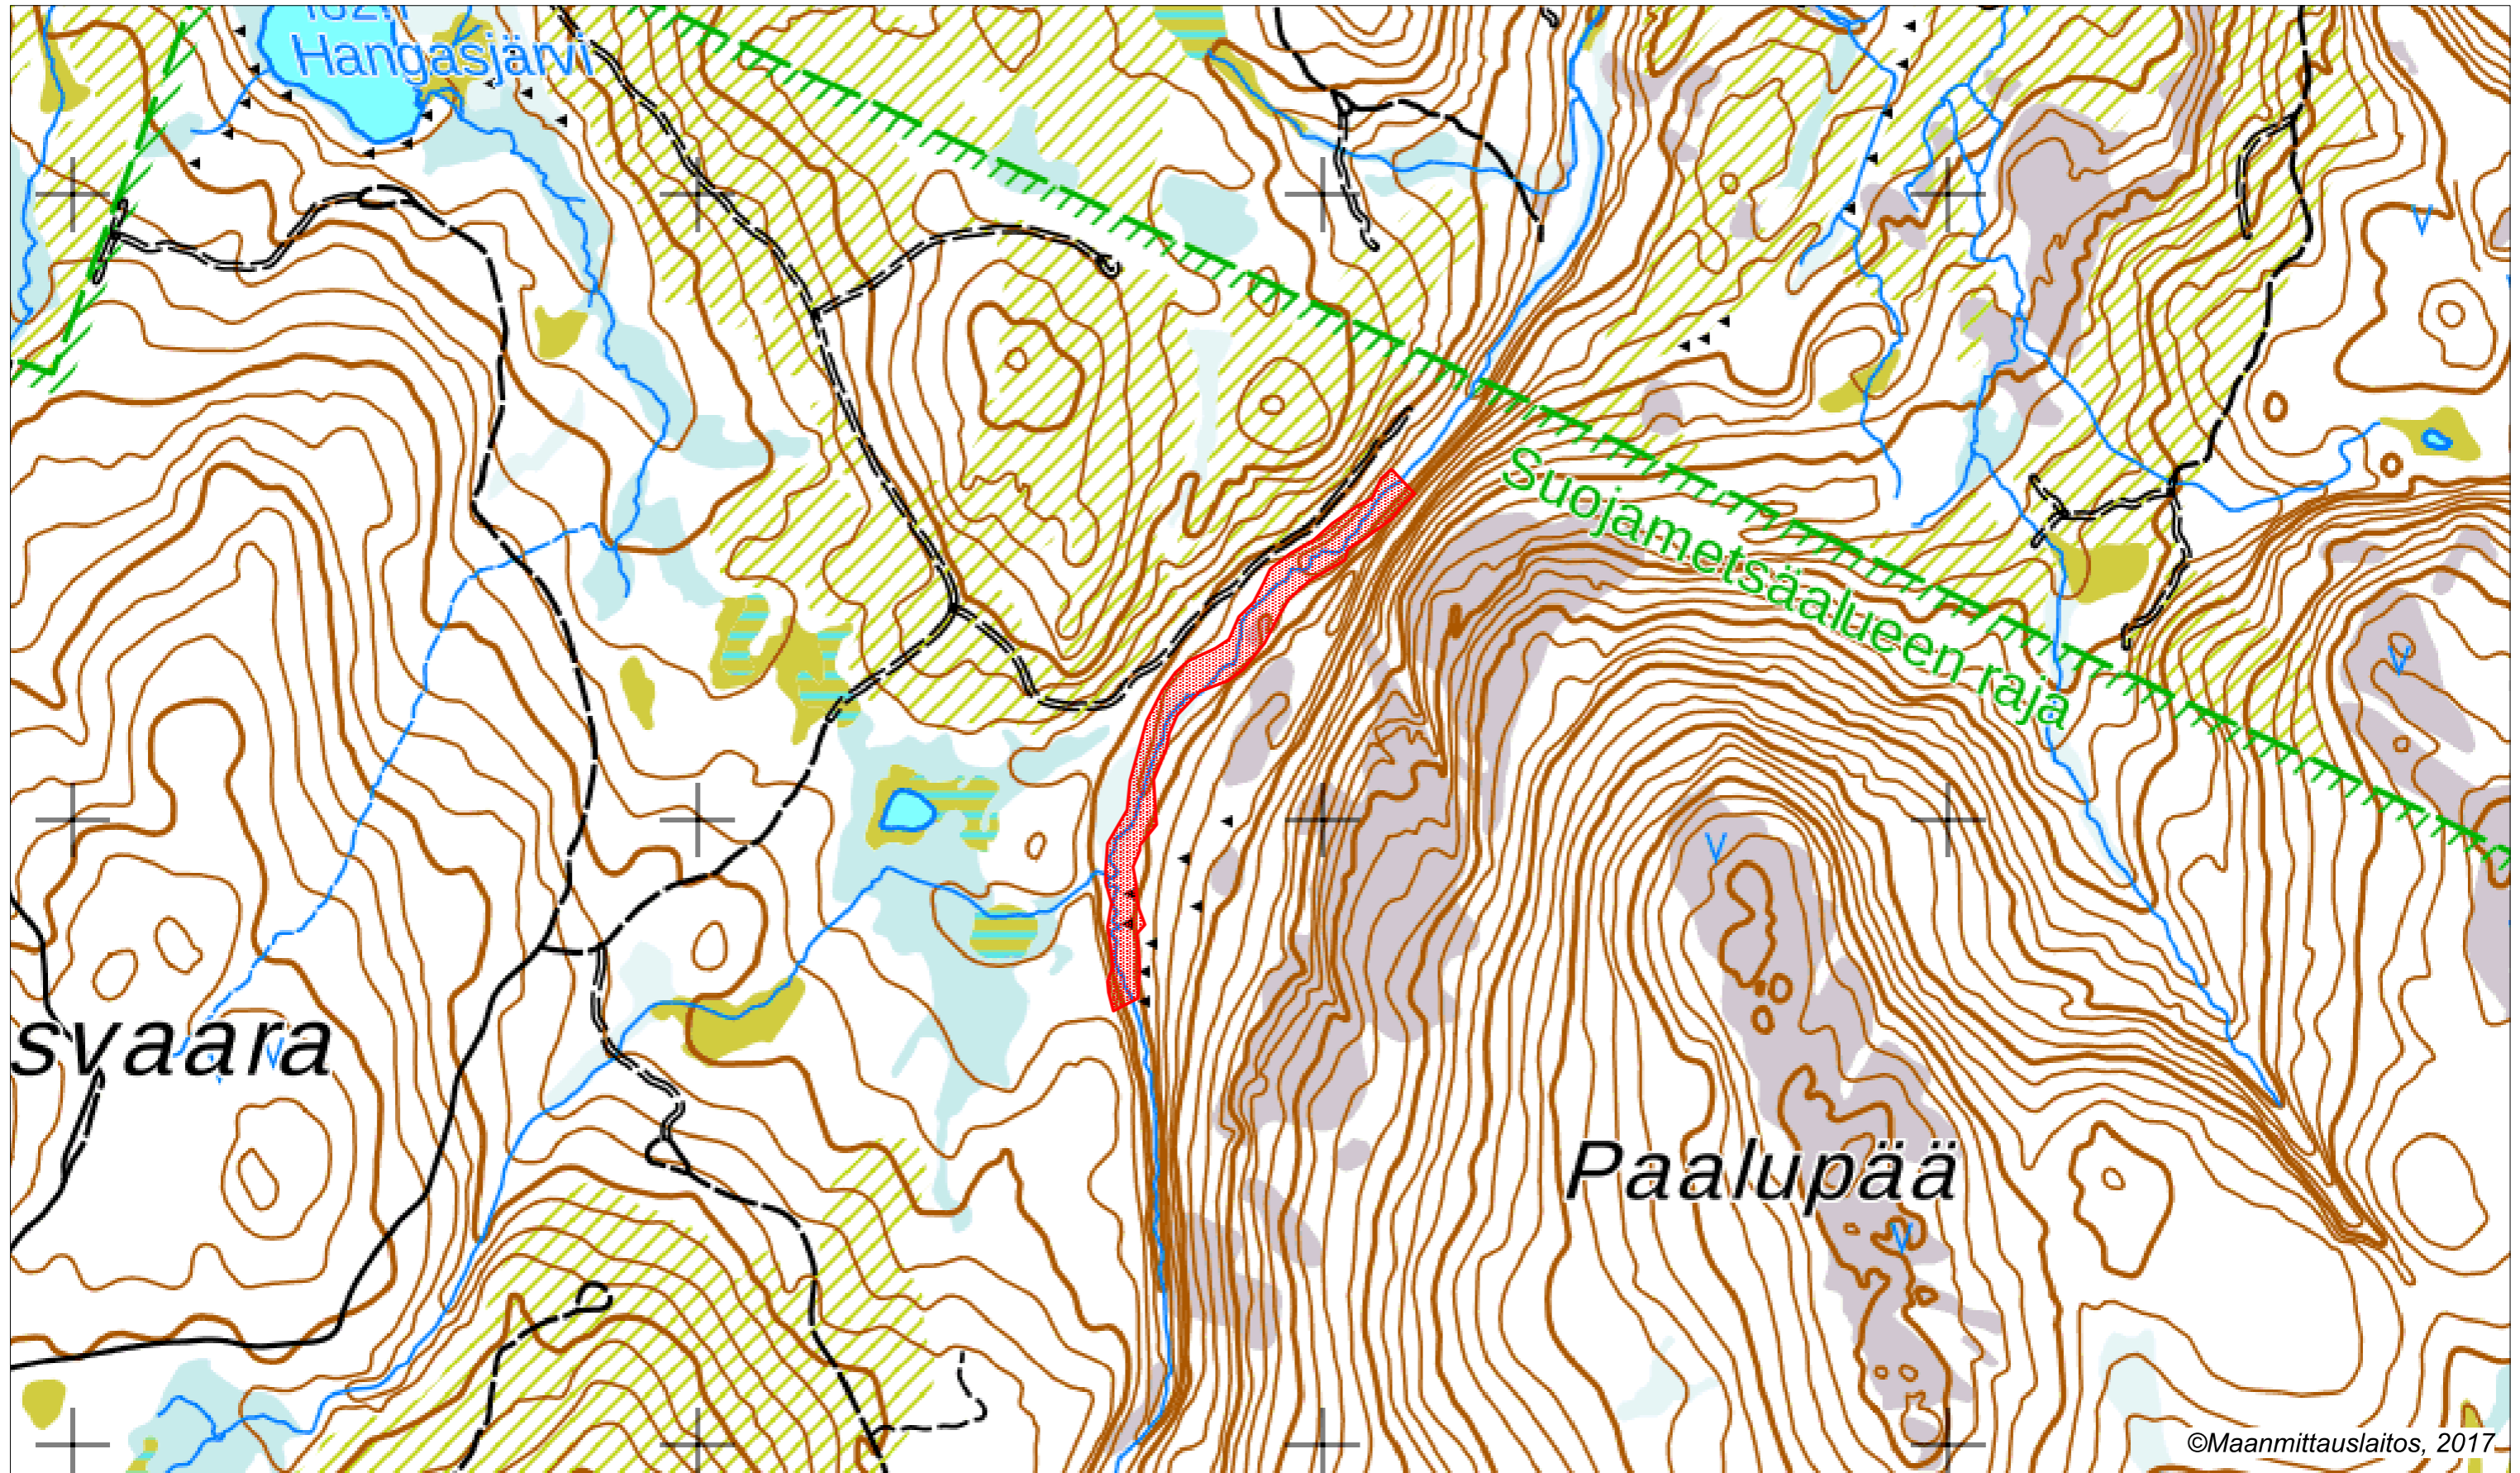 Hangasjärvi
Suojametsäalueen raja
svaara
Paalupää
©Maanmittauslaitos, 2017